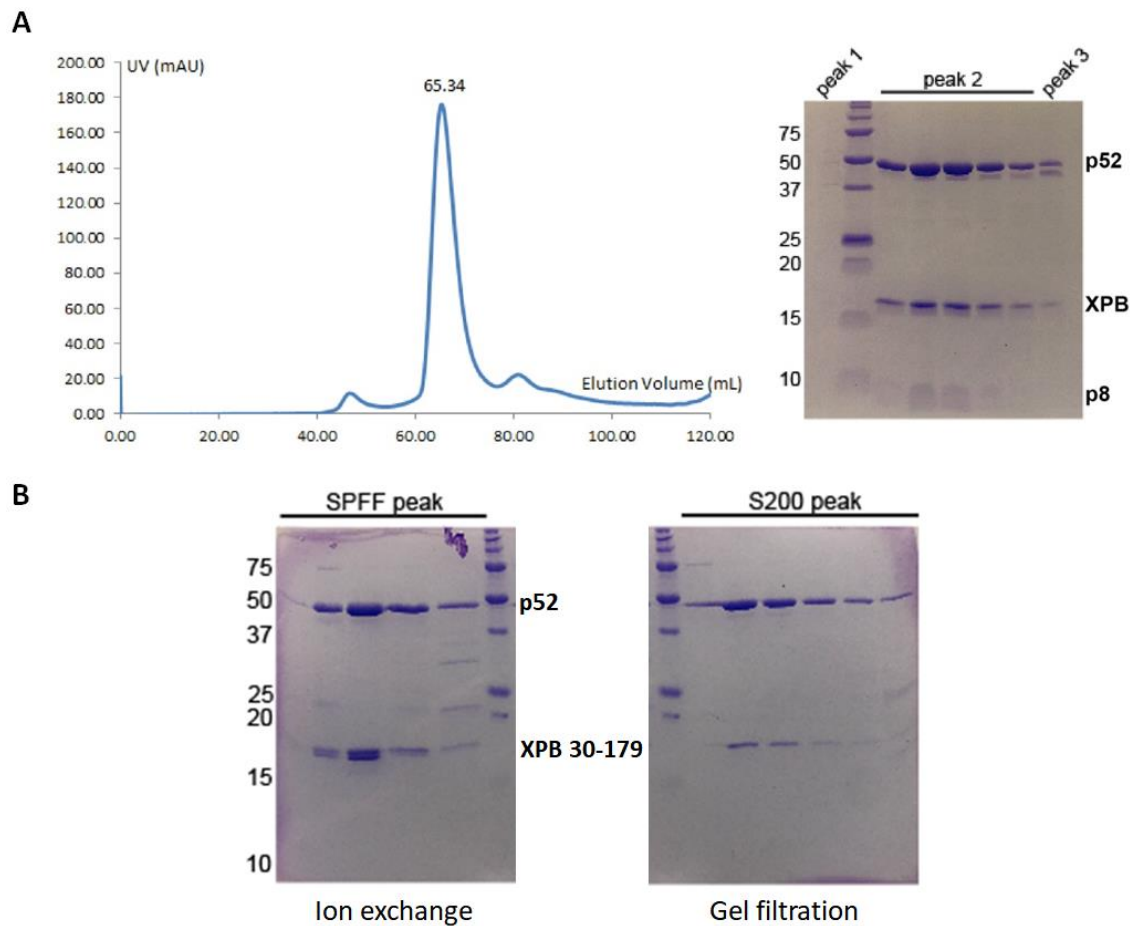 A
UV (mAU)
200.00
180.00
160.00
140.00
120.00
100.00
80.00
60.00
40.00
20.00
0.00
65.34
Elution Volume (mL)
0.00 20.00 40.00 60.00 80.00 100.00 120.00
peak 1 peak 2 peak 3
75
50
37
25
20
15
10
p52
XPB
p8
B
SPFF peak
75
50
37
25
20
15
10
p52
XPB 30-179
Ion exchange
S200 peak
Gel filtration